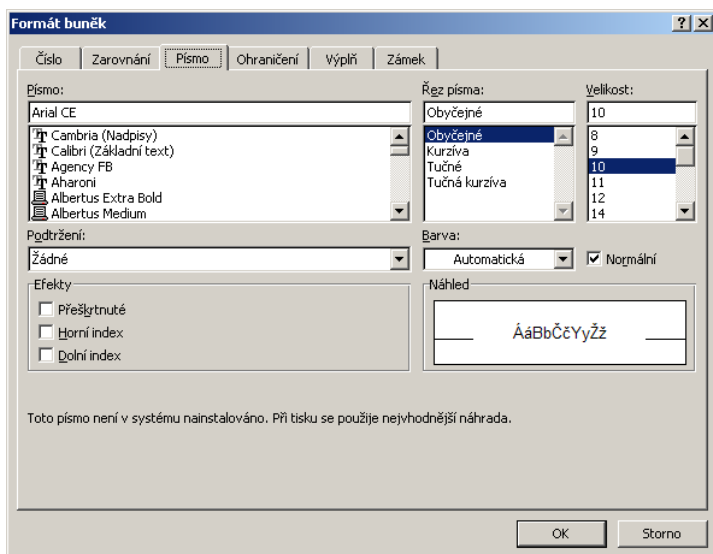 Formát buněk
Číslo Zarovnání Písmo Ohraničení Výplň Zámek
Písmo: Řez písma: Velikost:
Arial CE Obyčejné 10
Cambria (Nadpisy) Obyčejné 8
Calibri (Základní text) Kurzíva 9
Agency FB Tučné 10
Aharoni Tučná kurzíva 11
Albertus Extra Bold 12
Albertus Medium 14
Podtržení: Barva:
Žádné Automatická Normální
Efekty Náhled
Přeškrtnuté
Horní index ÁáBbČčYyŽž
Dolní index
Toto písmo není v systému nainstalováno. Při tisku se použije nejvhodnější náhrada.
OK Storno